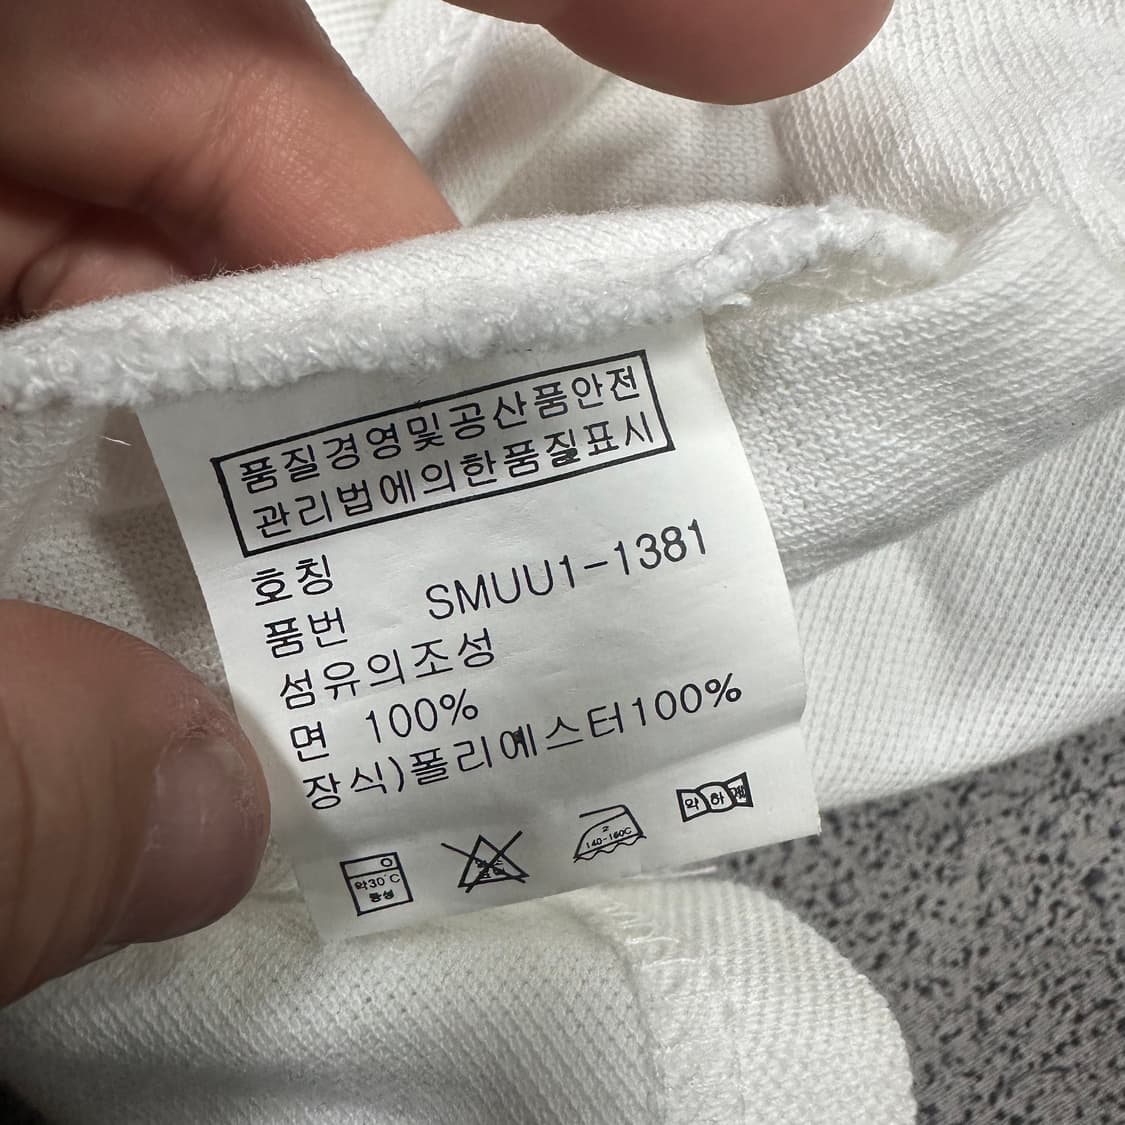 품질경영및공산품안전
관리법에의한품질표시
호칭
품번 SMUU1-1381
섬유의조성
면 100%
장식)폴리에스터100%
약30°C
중성
2
140-160C
약하게